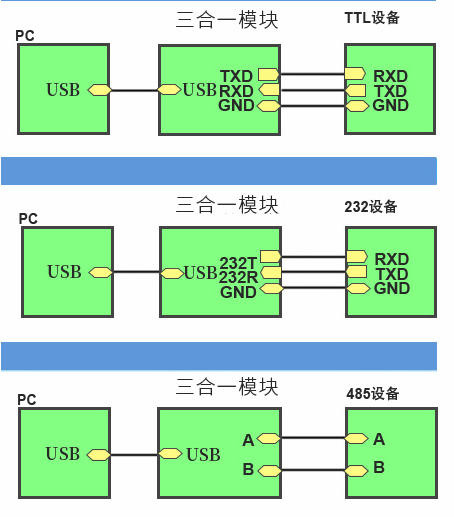 三合一模块
TTL设备
PC
USB
USB
TXD
RXD
GND
RXD
TXD
GND
三合一模块
232设备
PC
USB
USB
232T
232R
GND
RXD
TXD
GND
三合一模块
485设备
PC
USB
USB
A
B
A
B